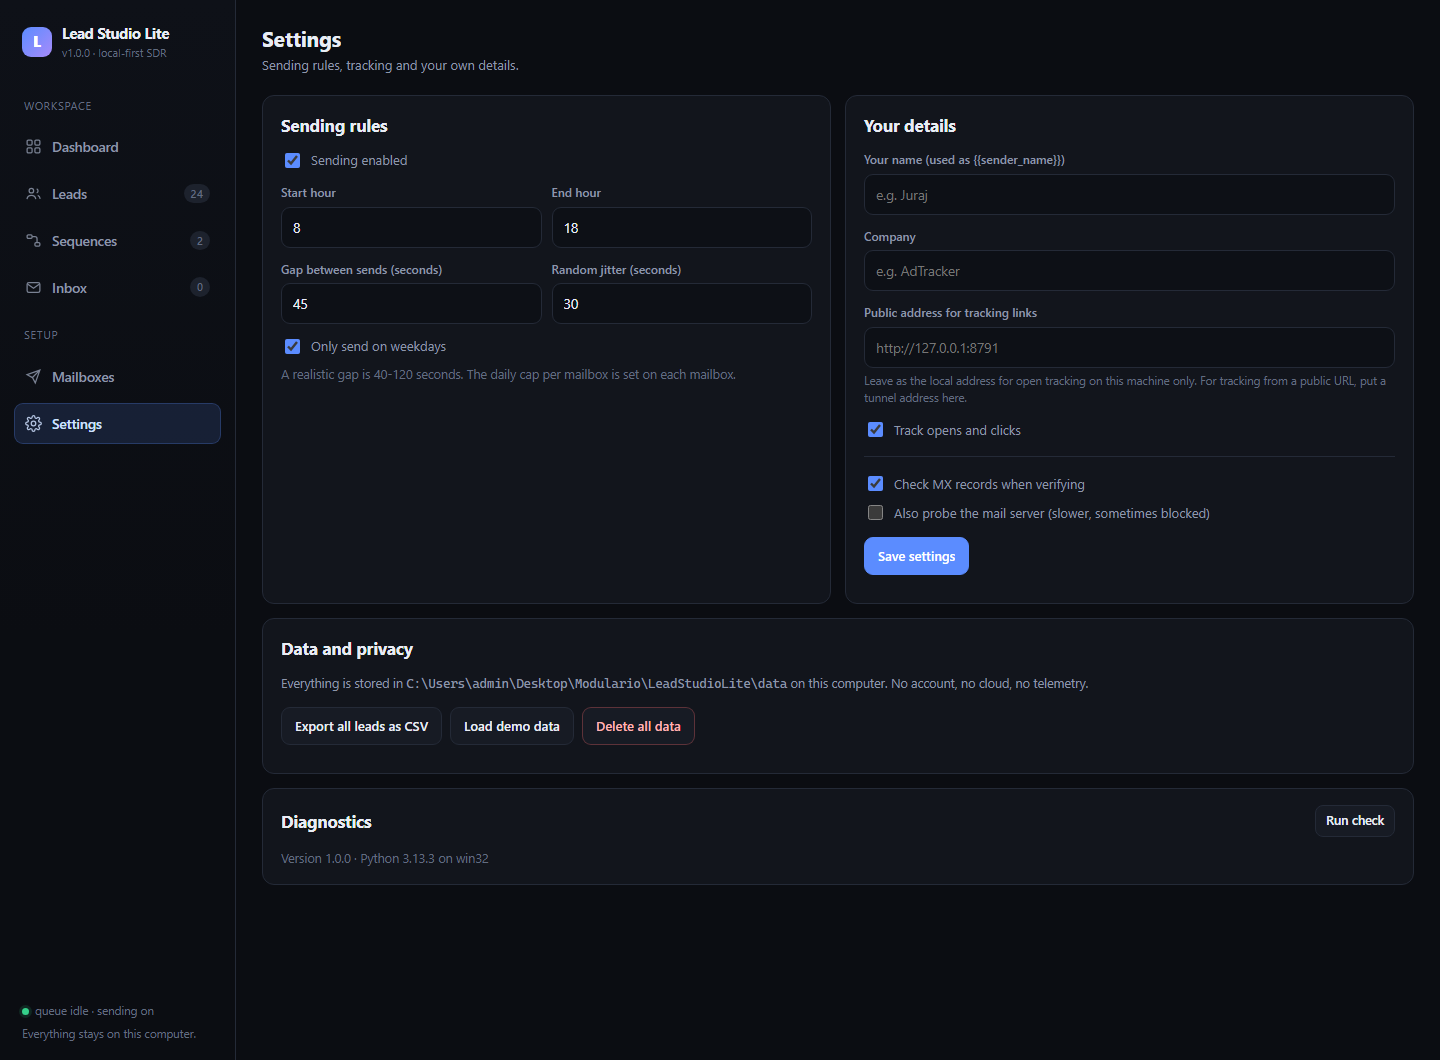 L
Lead Studio Lite
v1.0.0 · local-first SDR
WORKSPACE
Dashboard
Leads 24
Sequences 2
Inbox 0
SETUP
Mailboxes
Settings
queue idle · sending on
Everything stays on this computer.
Settings
Sending rules, tracking and your own details.
Sending rules
Sending enabled
Start hour
8
End hour
18
Gap between sends (seconds)
45
Random jitter (seconds)
30
Only send on weekdays
A realistic gap is 40-120 seconds. The daily cap per mailbox is set on each mailbox.
Your details
Your name (used as {{sender_name}})
e.g. Juraj
Company
e.g. AdTracker
Public address for tracking links
http://127.0.0.1:8791
Leave as the local address for open tracking on this machine only. For tracking from a public URL, put a
tunnel address here.
Track opens and clicks
Check MX records when verifying
Also probe the mail server (slower, sometimes blocked)
Save settings
Data and privacy
Everything is stored in C:\Users\admin\Desktop\Modulario\LeadStudioLite\data on this computer. No account, no cloud, no telemetry.
Export all leads as CSV
Load demo data
Delete all data
Diagnostics
Run check
Version 1.0.0 · Python 3.13.3 on win32